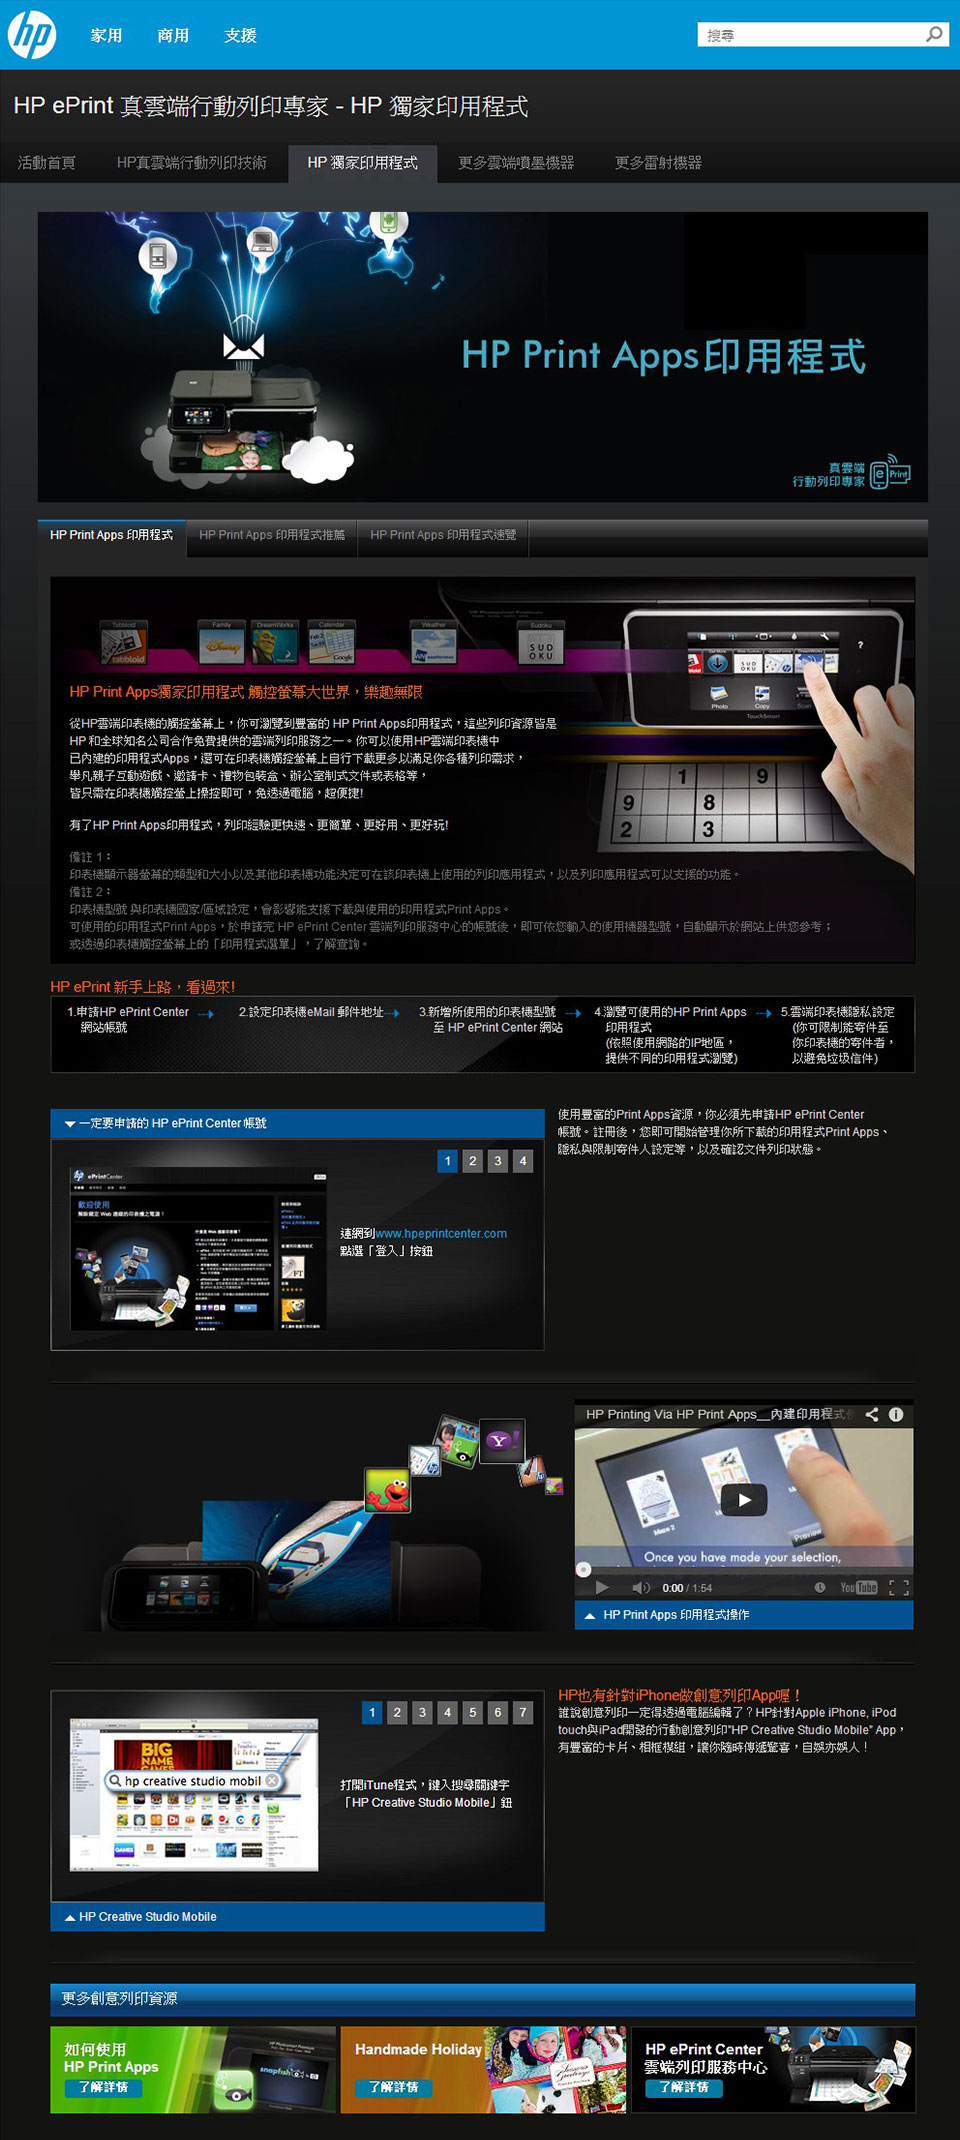 hp
家用
商用
支援
搜尋
HP ePrint 真雲端行動列印專家 - HP 獨家印用程式
活動首頁
HP真雲端行動列印技術
HP 獨家印用程式
更多雲端噴墨機器
更多雷射機器
HP Print Apps印用程式
真雲端
行動列印專家
ePrint
HP Print Apps 印用程式
HP Print Apps 印用程式推薦
HP Print Apps 印用程式速覽
Tabbloid
Family
DreamWorks
Calendar
Weather
Sudoku
tabbloid
Disney
Google
SUDOKU
Photo
Copy
Scan
TouchSmart
HP Print Apps獨家印用程式 觸控螢幕大世界，樂趣無限
從HP雲端印表機的觸控螢幕上，你可瀏覽到豐富的 HP Print Apps印用程式，這些列印資源皆是
HP 和全球知名公司合作免費提供的雲端列印服務之一。你可以使用HP雲端印表機中
已內建的印用程式Apps，還可在印表機觸控螢幕上自行下載更多以滿足你各種列印需求，
舉凡親子互動遊戲、邀請卡、禮物包裝盒、辦公室制式文件或表格等，
皆只需在印表機觸控螢上操控即可，免透過電腦，超便捷!
有了HP Print Apps印用程式，列印經驗更快速、更簡單、更好用、更好玩!
1 9
9 8
2 3
備註 1：
印表機顯示器螢幕的類型和大小以及其他印表機功能決定可在該印表機上使用的列印應用程式，以及列印應用程式可以支援的功能。
備註 2：
印表機型號 與印表機國家/區域設定，會影響能支援下載與使用的印用程式Print Apps。
可使用的印用程式Print Apps，於申請完 HP ePrint Center 雲端列印服務中心的帳號後，即可依您輸入的使用機器型號，自動顯示於網站上供您參考；
或透過印表機觸控螢幕上的「印用程式選單」，了解查詢。
HP ePrint 新手上路，看過來!
1.申請HP ePrint Center
網站帳號
2.設定印表機eMail 郵件地址
3.新增所使用的印表機型號
至 HP ePrint Center 網站
4.瀏覽可使用的HP Print Apps
印用程式
(依照使用網路的IP地區，
提供不同的印用程式瀏覽)
5.雲端印表機隱私設定
(你可限制能寄件至
你印表機的寄件者，
以避免垃圾信件)
一定要申請的 HP ePrint Center 帳號
1 2 3 4
ePrintCenter
歡迎使用
連網到www.hpeprintcenter.com
點選「登入」按鈕
使用豐富的Print Apps資源，你必須先申請HP ePrint Center
帳號。註冊後，您即可開始管理你所下載的印用程式Print Apps、
隱私與限制寄件人設定等，以及確認文件列印狀態。
HP Printing Via HP Print Apps__內建印用程式
Maze 2
Preview
Once you have made your selection,
0:00 / 1:54
YouTube
HP Print Apps 印用程式操作
1 2 3 4 5 6 7
BIG
NAME
GAMES
hp creative studio mobil
打開iTune程式，鍵入搜尋關鍵字
「HP Creative Studio Mobile」鈕
HP Creative Studio Mobile
HP也有針對iPhone做創意列印App喔！
誰說創意列印一定得透過電腦編輯了？HP針對Apple iPhone, iPod
touch與iPad開發的行動創意列印"HP Creative Studio Mobile" App，
有豐富的卡片、相框模組，讓你隨時傳遞驚喜，自娛亦娛人！
更多創意列印資源
如何使用
HP Print Apps
了解詳情
snapfish
Handmade Holiday
了解詳情
HP ePrint Center
雲端列印服務中心
了解詳情